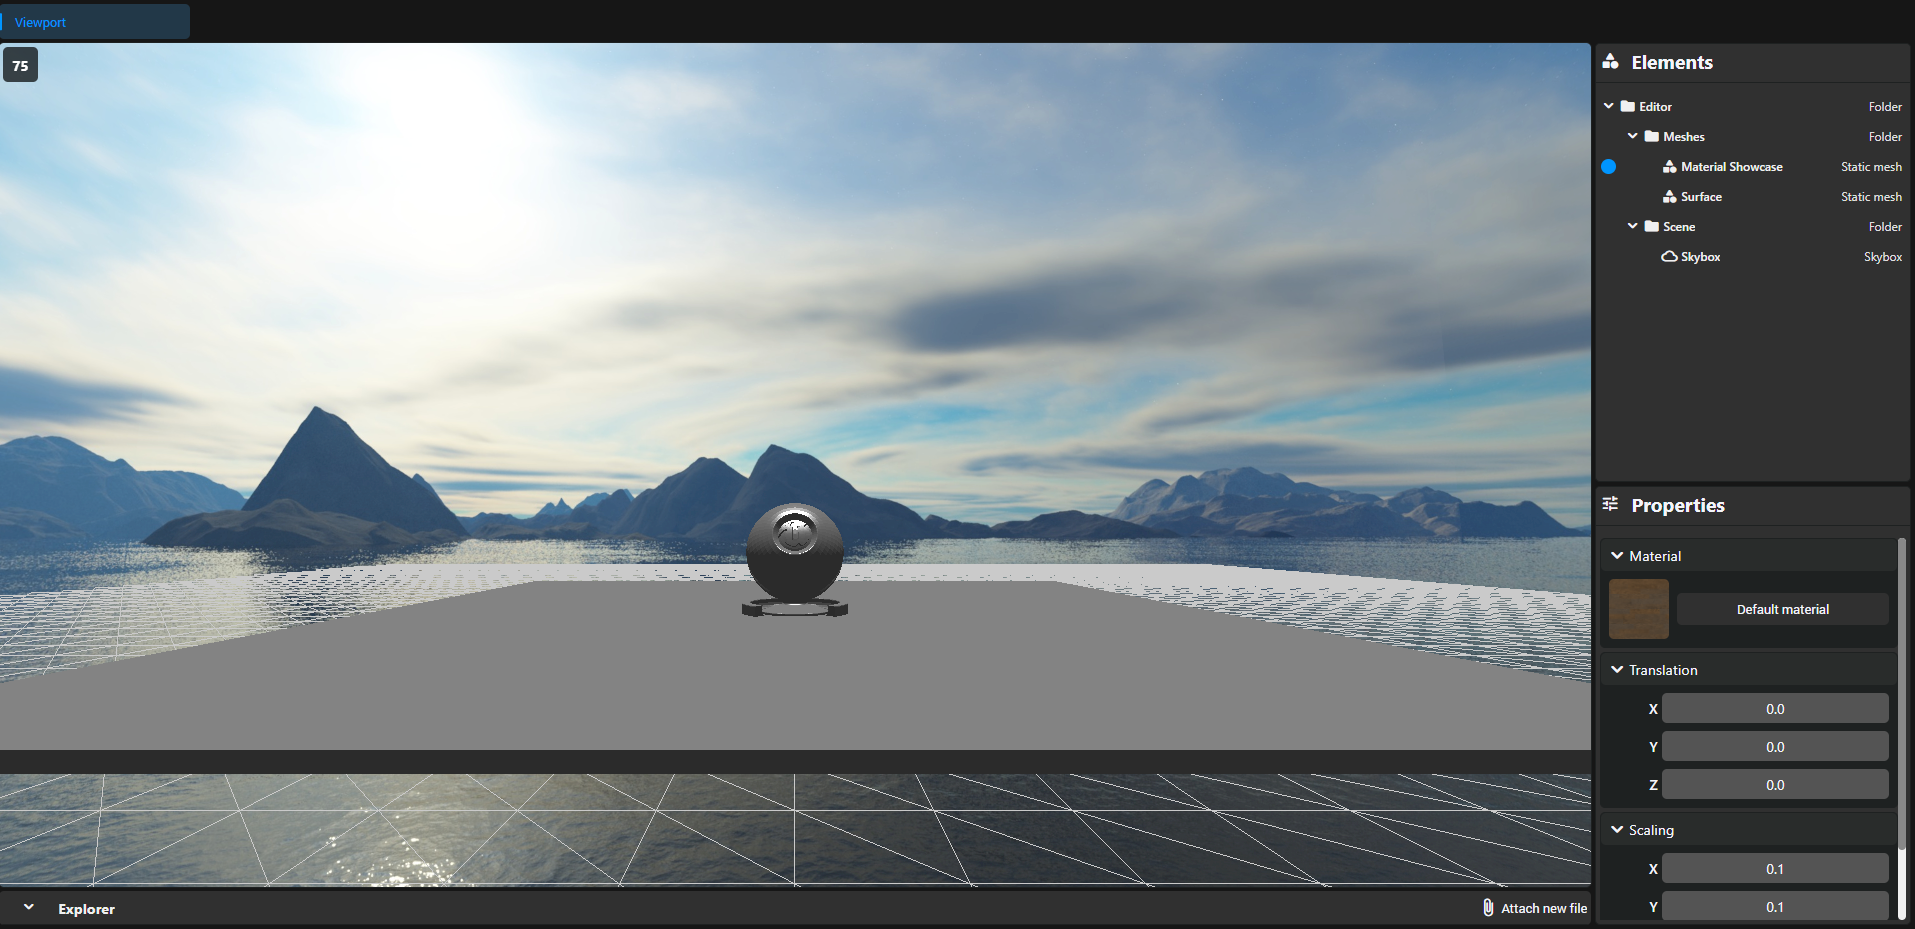 Viewport
75
Elements
Editor Folder
Meshes Folder
Material Showcase Static mesh
Surface Static mesh
Scene Folder
Skybox Skybox
Properties
Material
Default material
Translation
X 0.0
Y 0.0
Z 0.0
Scaling
X 0.1
Y 0.1
Explorer
Attach new file